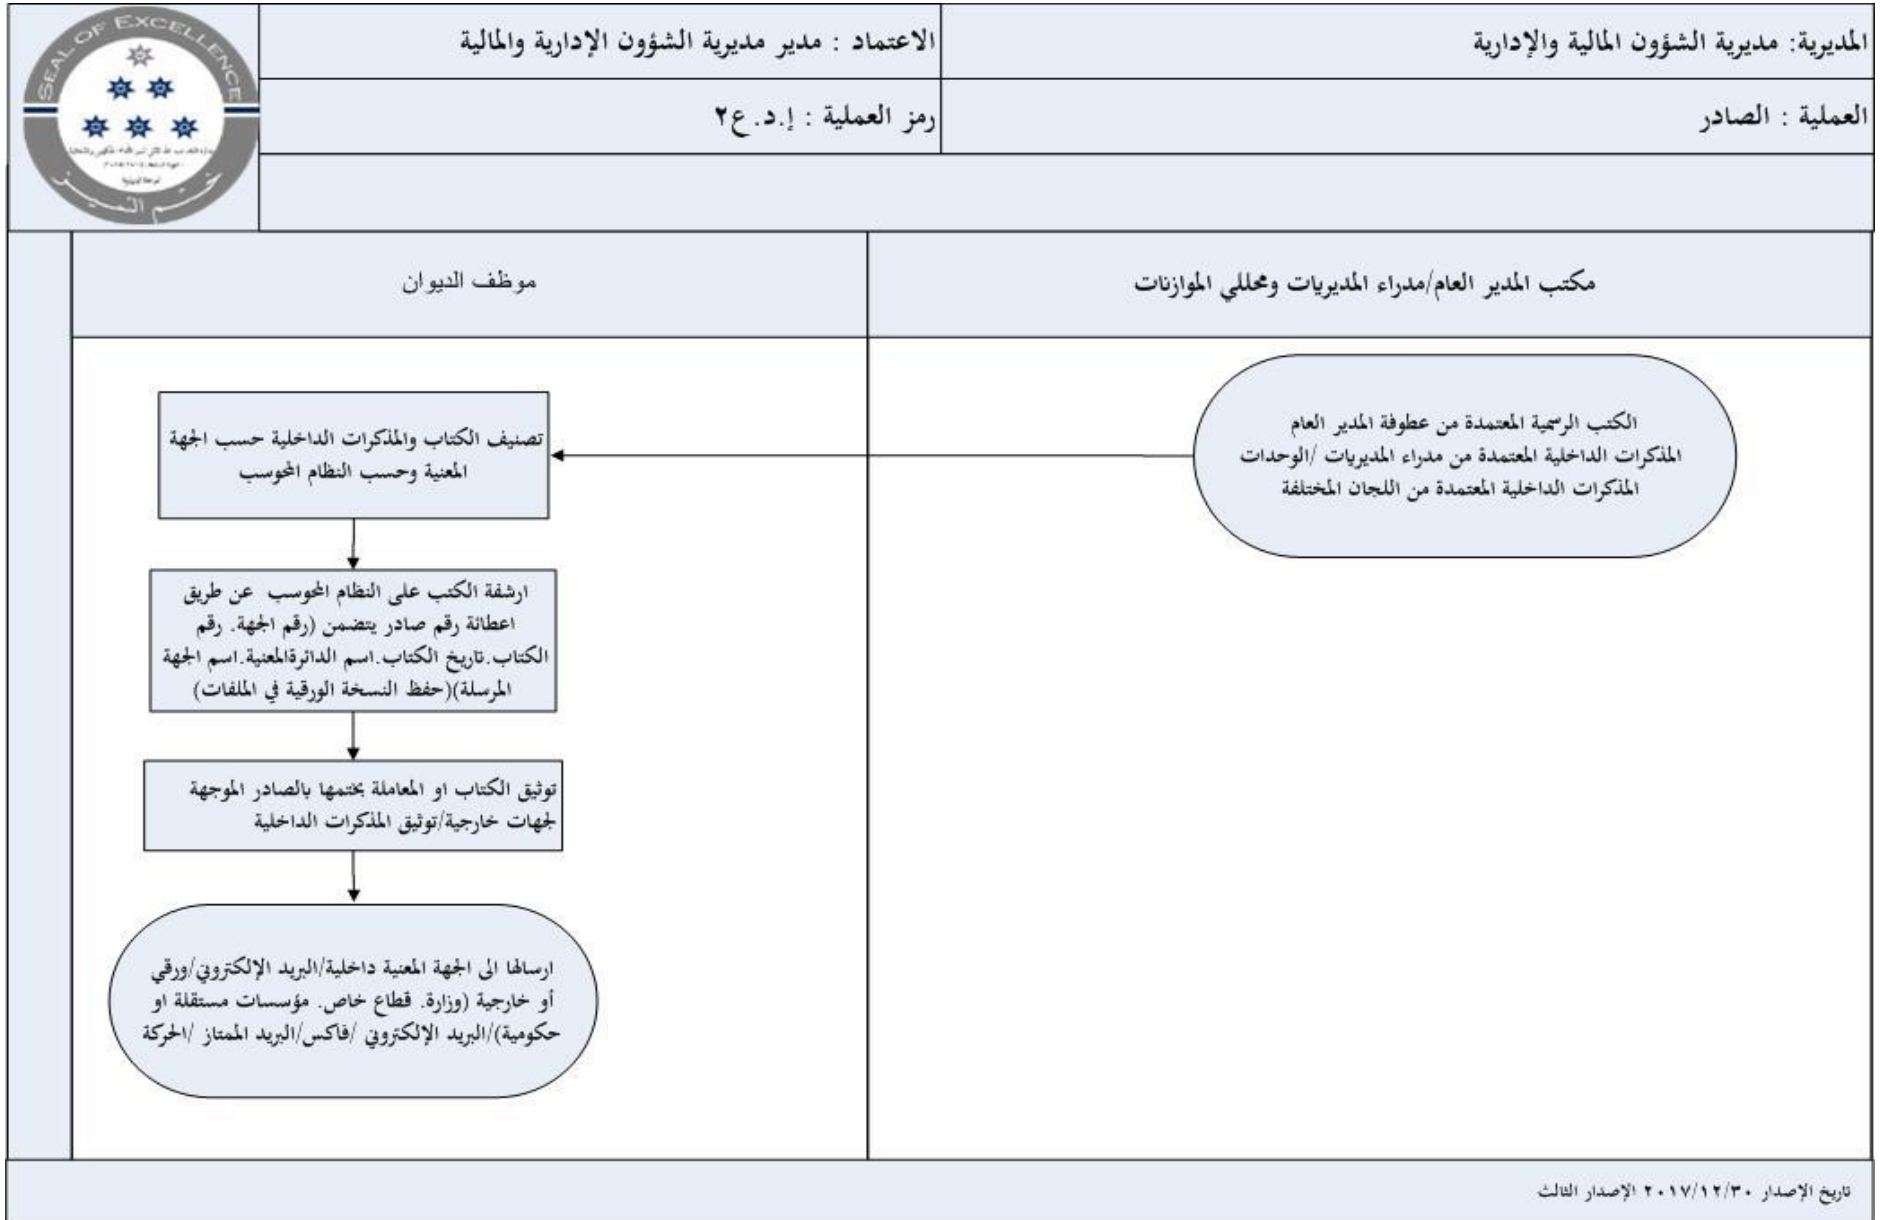 المديرية: مديرية الشؤون المالية والإدارية
الاعتماد : مدير مديرية الشؤون الإدارية والمالية
SEAL OF EXCELLENCE
العملية : الصادر
رمز العملية : إ.د.ع٢
ختم التميز
مكتب المدير العام/مدراء المديريات ومحللي الموازنات
موظف الديوان
الكتب الرسمية المعتمدة من عطوفة المدير العام
المذكرات الداخلية المعتمدة من مدراء المديريات /الوحدات
المذكرات الداخلية المعتمدة من اللجان المختلفة
تصنيف الكتاب والمذكرات الداخلية حسب الجهة
المعنية وحسب النظام المحوسب
ارشفة الكتب على النظام المحوسب عن طريق
اعطائة رقم صادر يتضمن (رقم الجهة. رقم
الكتاب.تاريخ الكتاب.اسم الدائرةالمعنية.اسم الجهة
المرسلة)(حفظ النسخة الورقية في الملفات)
توثيق الكتاب او المعاملة بختمها بالصادر الموجهة
لجهات خارجية/توثيق المذكرات الداخلية
ارسالها الى الجهة المعنية داخلية/البريد الإلكتروني/ورقي
أو خارجية (وزارة. قطاع خاص. مؤسسات مستقلة او
حكومية)/البريد الإلكتروني /فاكس/البريد الممتاز /الحركة
تاريخ الإصدار ٢٠١٧/١٢/٣٠ الإصدار الثالث